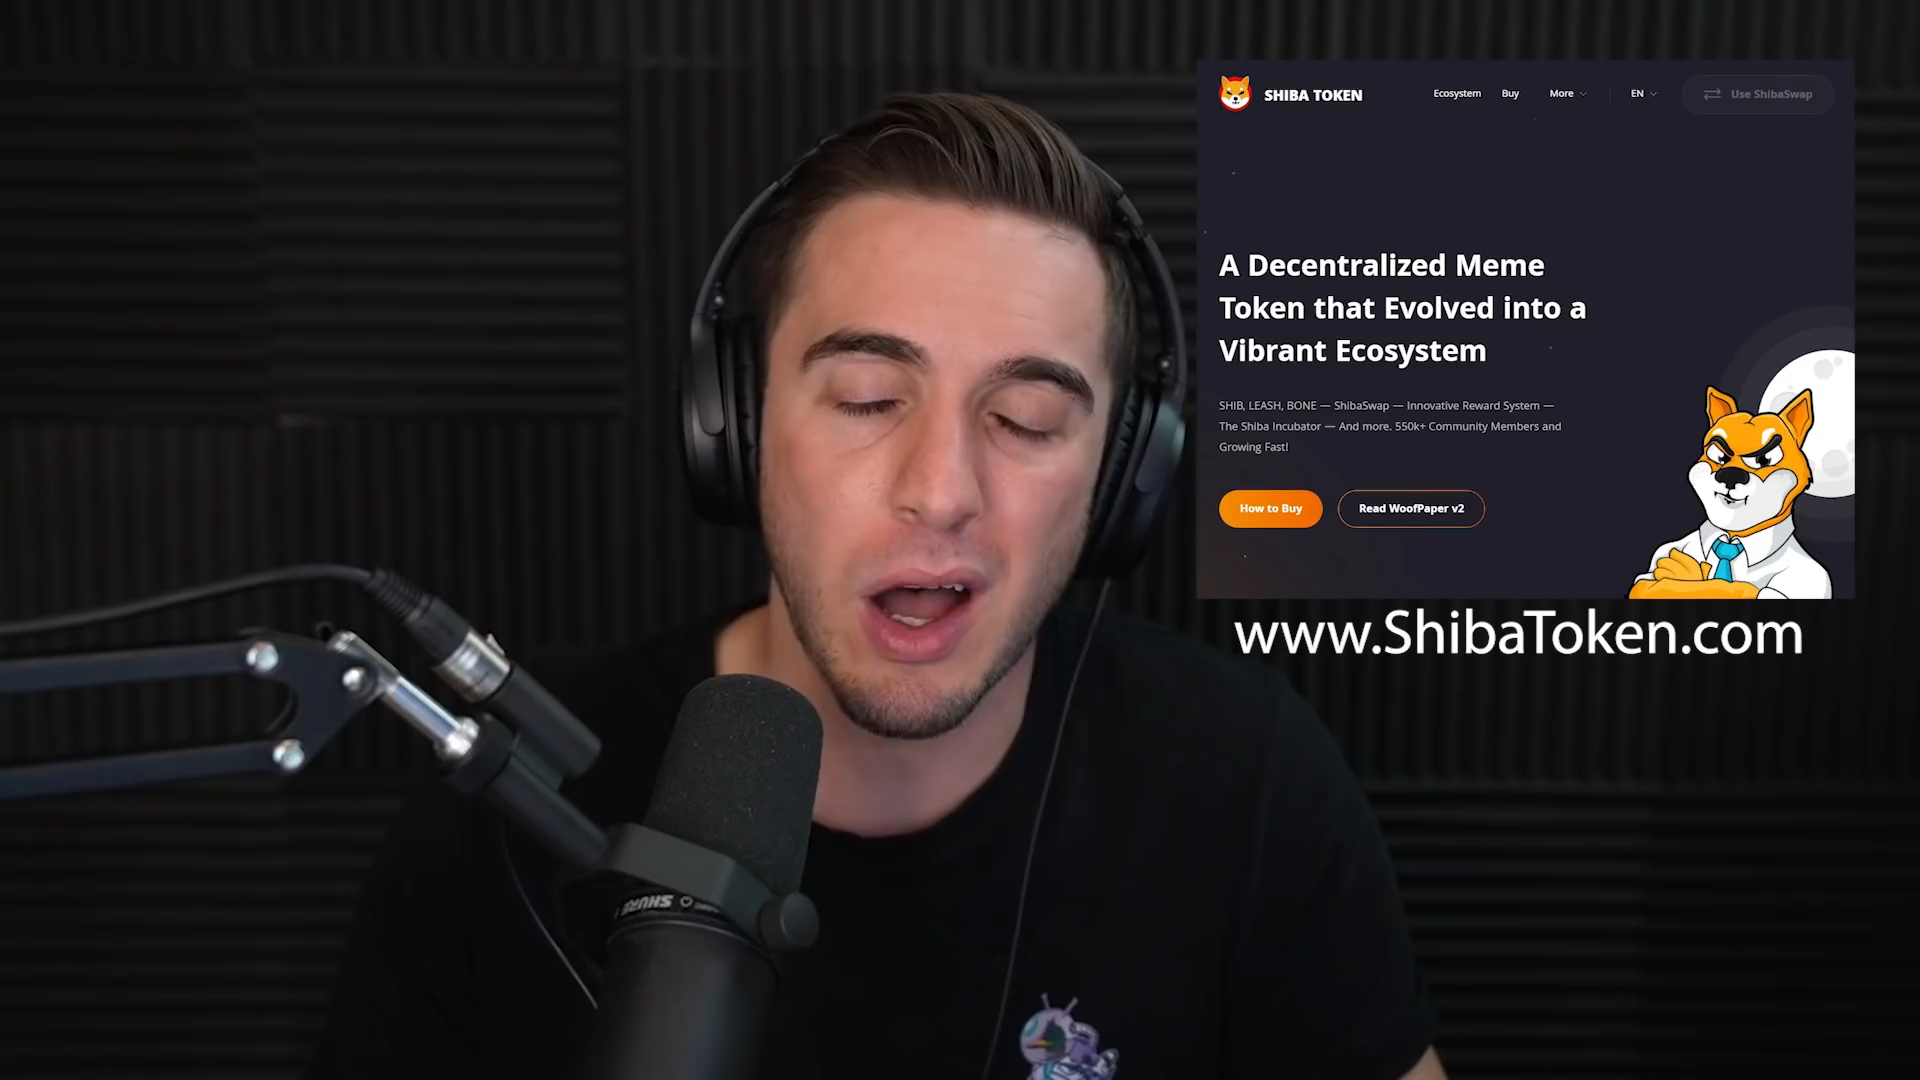 SHIBA TOKEN
Ecosystem
Buy
More
EN
Use ShibaSwap
A Decentralized Meme
Token that Evolved into a
Vibrant Ecosystem
SHIB, LEASH, BONE — ShibaSwap — Innovative Reward System —
The Shiba Incubator — And more. 550k+ Community Members and
Growing Fast!
How to Buy
Read WoofPaper v2
www.ShibaToken.com
SHURE